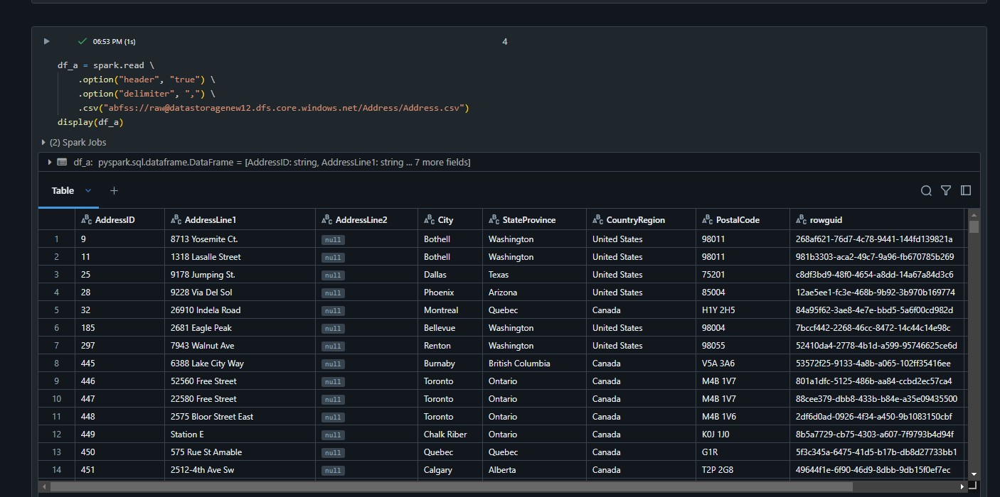 06:53 PM (1s)
4
df_a = spark.read \
.option("header", "true") \
.option("delimiter", ",") \
.csv("abfss://raw@datastoragenew12.dfs.core.windows.net/Address/Address.csv")
display(df_a)
(2) Spark Jobs
df_a: pyspark.sql.dataframe.DataFrame = [AddressID: string, AddressLine1: string ... 7 more fields]
Table
ABC AddressID ABC AddressLine1 ABC AddressLine2 ABC City ABC StateProvince ABC CountryRegion ABC PostalCode ABC rowguid
1 9 8713 Yosemite Ct. null Bothell Washington United States 98011 268af621-76d7-4c78-9441-144fd139821a
2 11 1318 Lasalle Street null Bothell Washington United States 98011 981b3303-aca2-49c7-9a96-fb670785b269
3 25 9178 Jumping St. null Dallas Texas United States 75201 c8df3bd9-48f0-4654-a8dd-14a67a84d3c6
4 28 9228 Via Del Sol null Phoenix Arizona United States 85004 12ae5ee1-fc3e-468b-9b92-3b970b169774
5 32 26910 Indela Road null Montreal Quebec Canada H1Y 2H5 84a95f62-3ae8-4e7e-bbd5-5a6f00cd982d
6 185 2681 Eagle Peak null Bellevue Washington United States 98004 7bccf442-2268-46cc-8472-14c44c14e98c
7 297 7943 Walnut Ave null Renton Washington United States 98055 52410da4-2778-4b1d-a599-95746625ce6d
8 445 6388 Lake City Way null Burnaby British Columbia Canada V5A 3A6 53572f25-9133-4a8b-a065-102ff35416ee
9 446 52560 Free Street null Toronto Ontario Canada M4B 1V7 801a1dfc-5125-486b-aa84-ccbd2ec57ca4
10 447 22580 Free Street null Toronto Ontario Canada M4B 1V7 88cee379-dbb8-433b-b84e-a35e09435500
11 448 2575 Bloor Street East null Toronto Ontario Canada M4B 1V6 2df6d0ad-0926-4f34-a450-9b1083150cbf
12 449 Station E null Chalk Riber Ontario Canada K0J 1J0 8b5a7729-cb75-4303-a607-7f9793b4d94f
13 450 575 Rue St Amable null Quebec Quebec Canada G1R 5f3c345a-6475-41d5-b17b-db8d27733bb1
14 451 2512-4th Ave Sw null Calgary Alberta Canada T2P 2G8 49644f1e-6f90-46d9-8dbb-9db15f0ef7ec